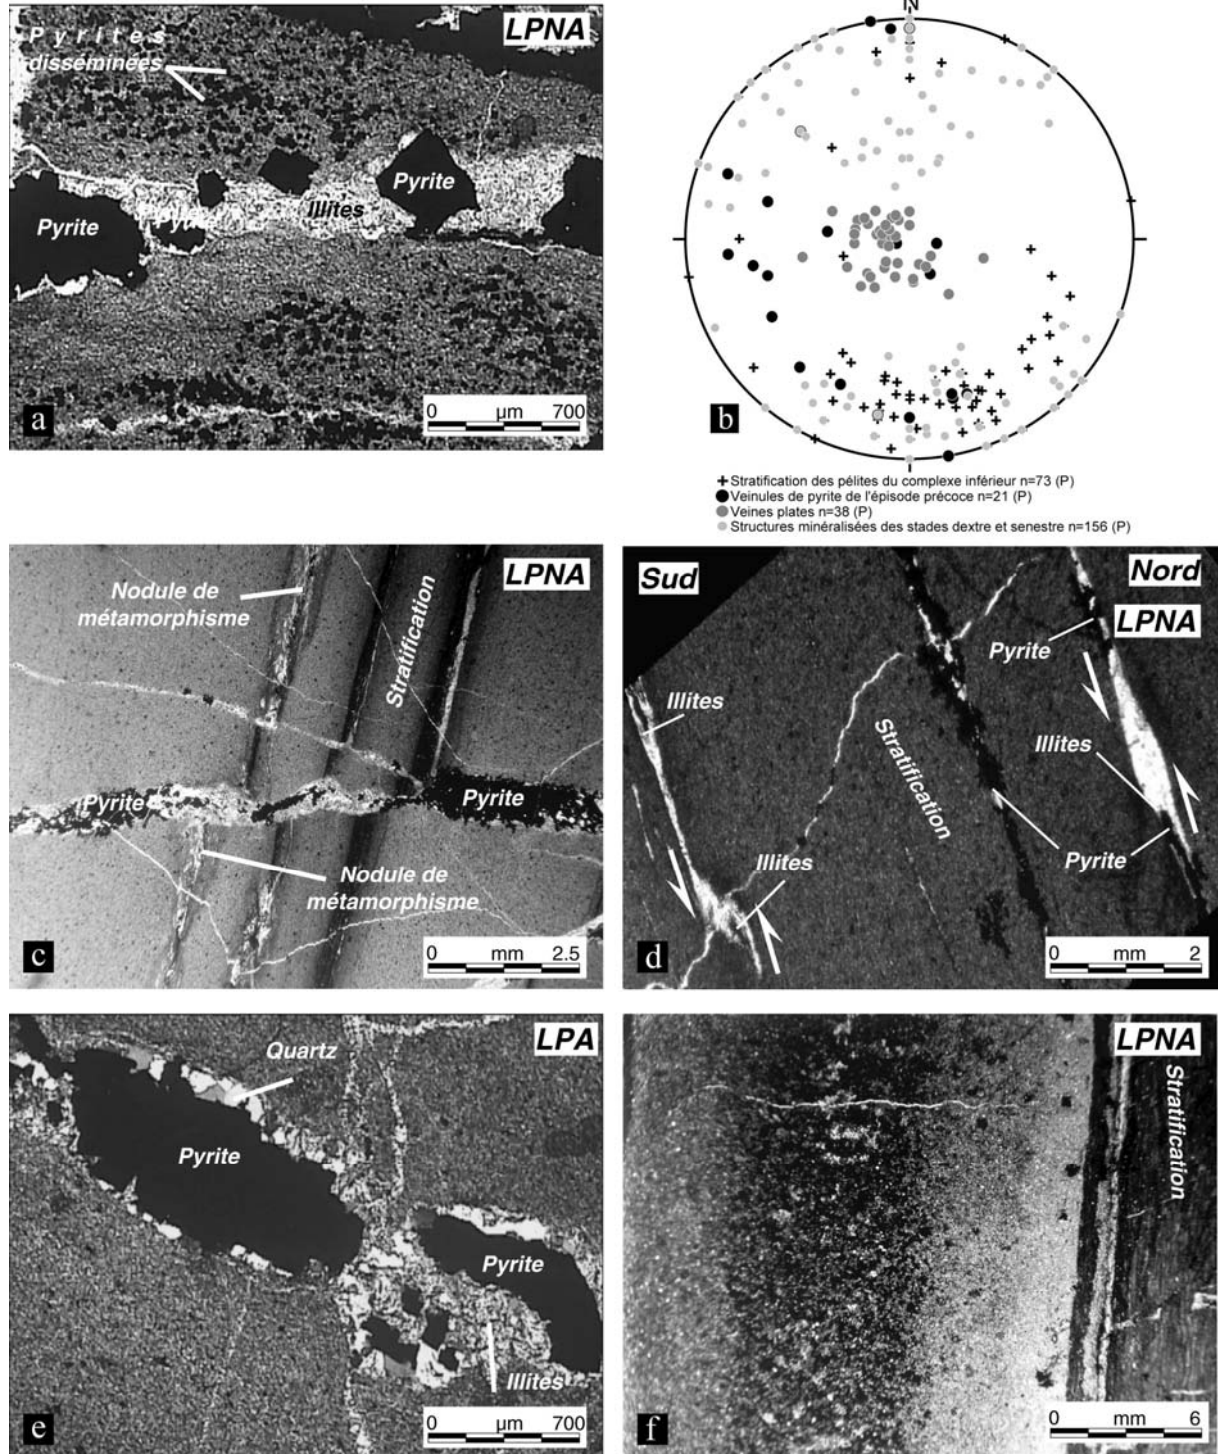 LPNA
Pyrites
disséminées
Pyrite
Pyrite
Illites
Pyrite
0 µm 700
a
N
b
Stratification des pélites du complexe inférieur n=73 (P)
Veinules de pyrite de l'épisode précoce n=21 (P)
Veines plates n=38 (P)
Structures minéralisées des stades dextre et senestre n=156 (P)
LPNA
Nodule de
métamorphisme
Stratification
Pyrite
Pyrite
Nodule de
métamorphisme
0 mm 2.5
c
Sud
Nord
LPNA
Pyrite
Illites
Stratification
Illites
Illites
Pyrite
0 mm 2
d
LPA
Quartz
Pyrite
Pyrite
Illites
0 µm 700
e
LPNA
Stratification
0 mm 6
f